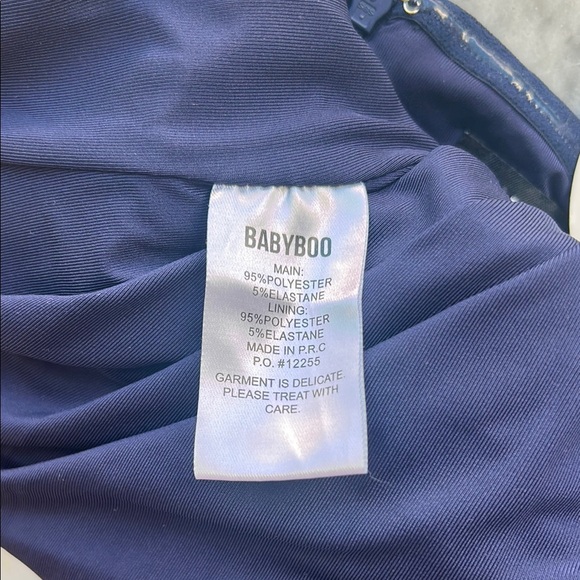 BABYBOO
MAIN:
95%POLYESTER
5%ELASTANE
LINING:
95%POLYESTER
5%ELASTANE
MADE IN P.R.C
P.O. #12255
GARMENT IS DELICATE.
PLEASE TREAT WITH
CARE.